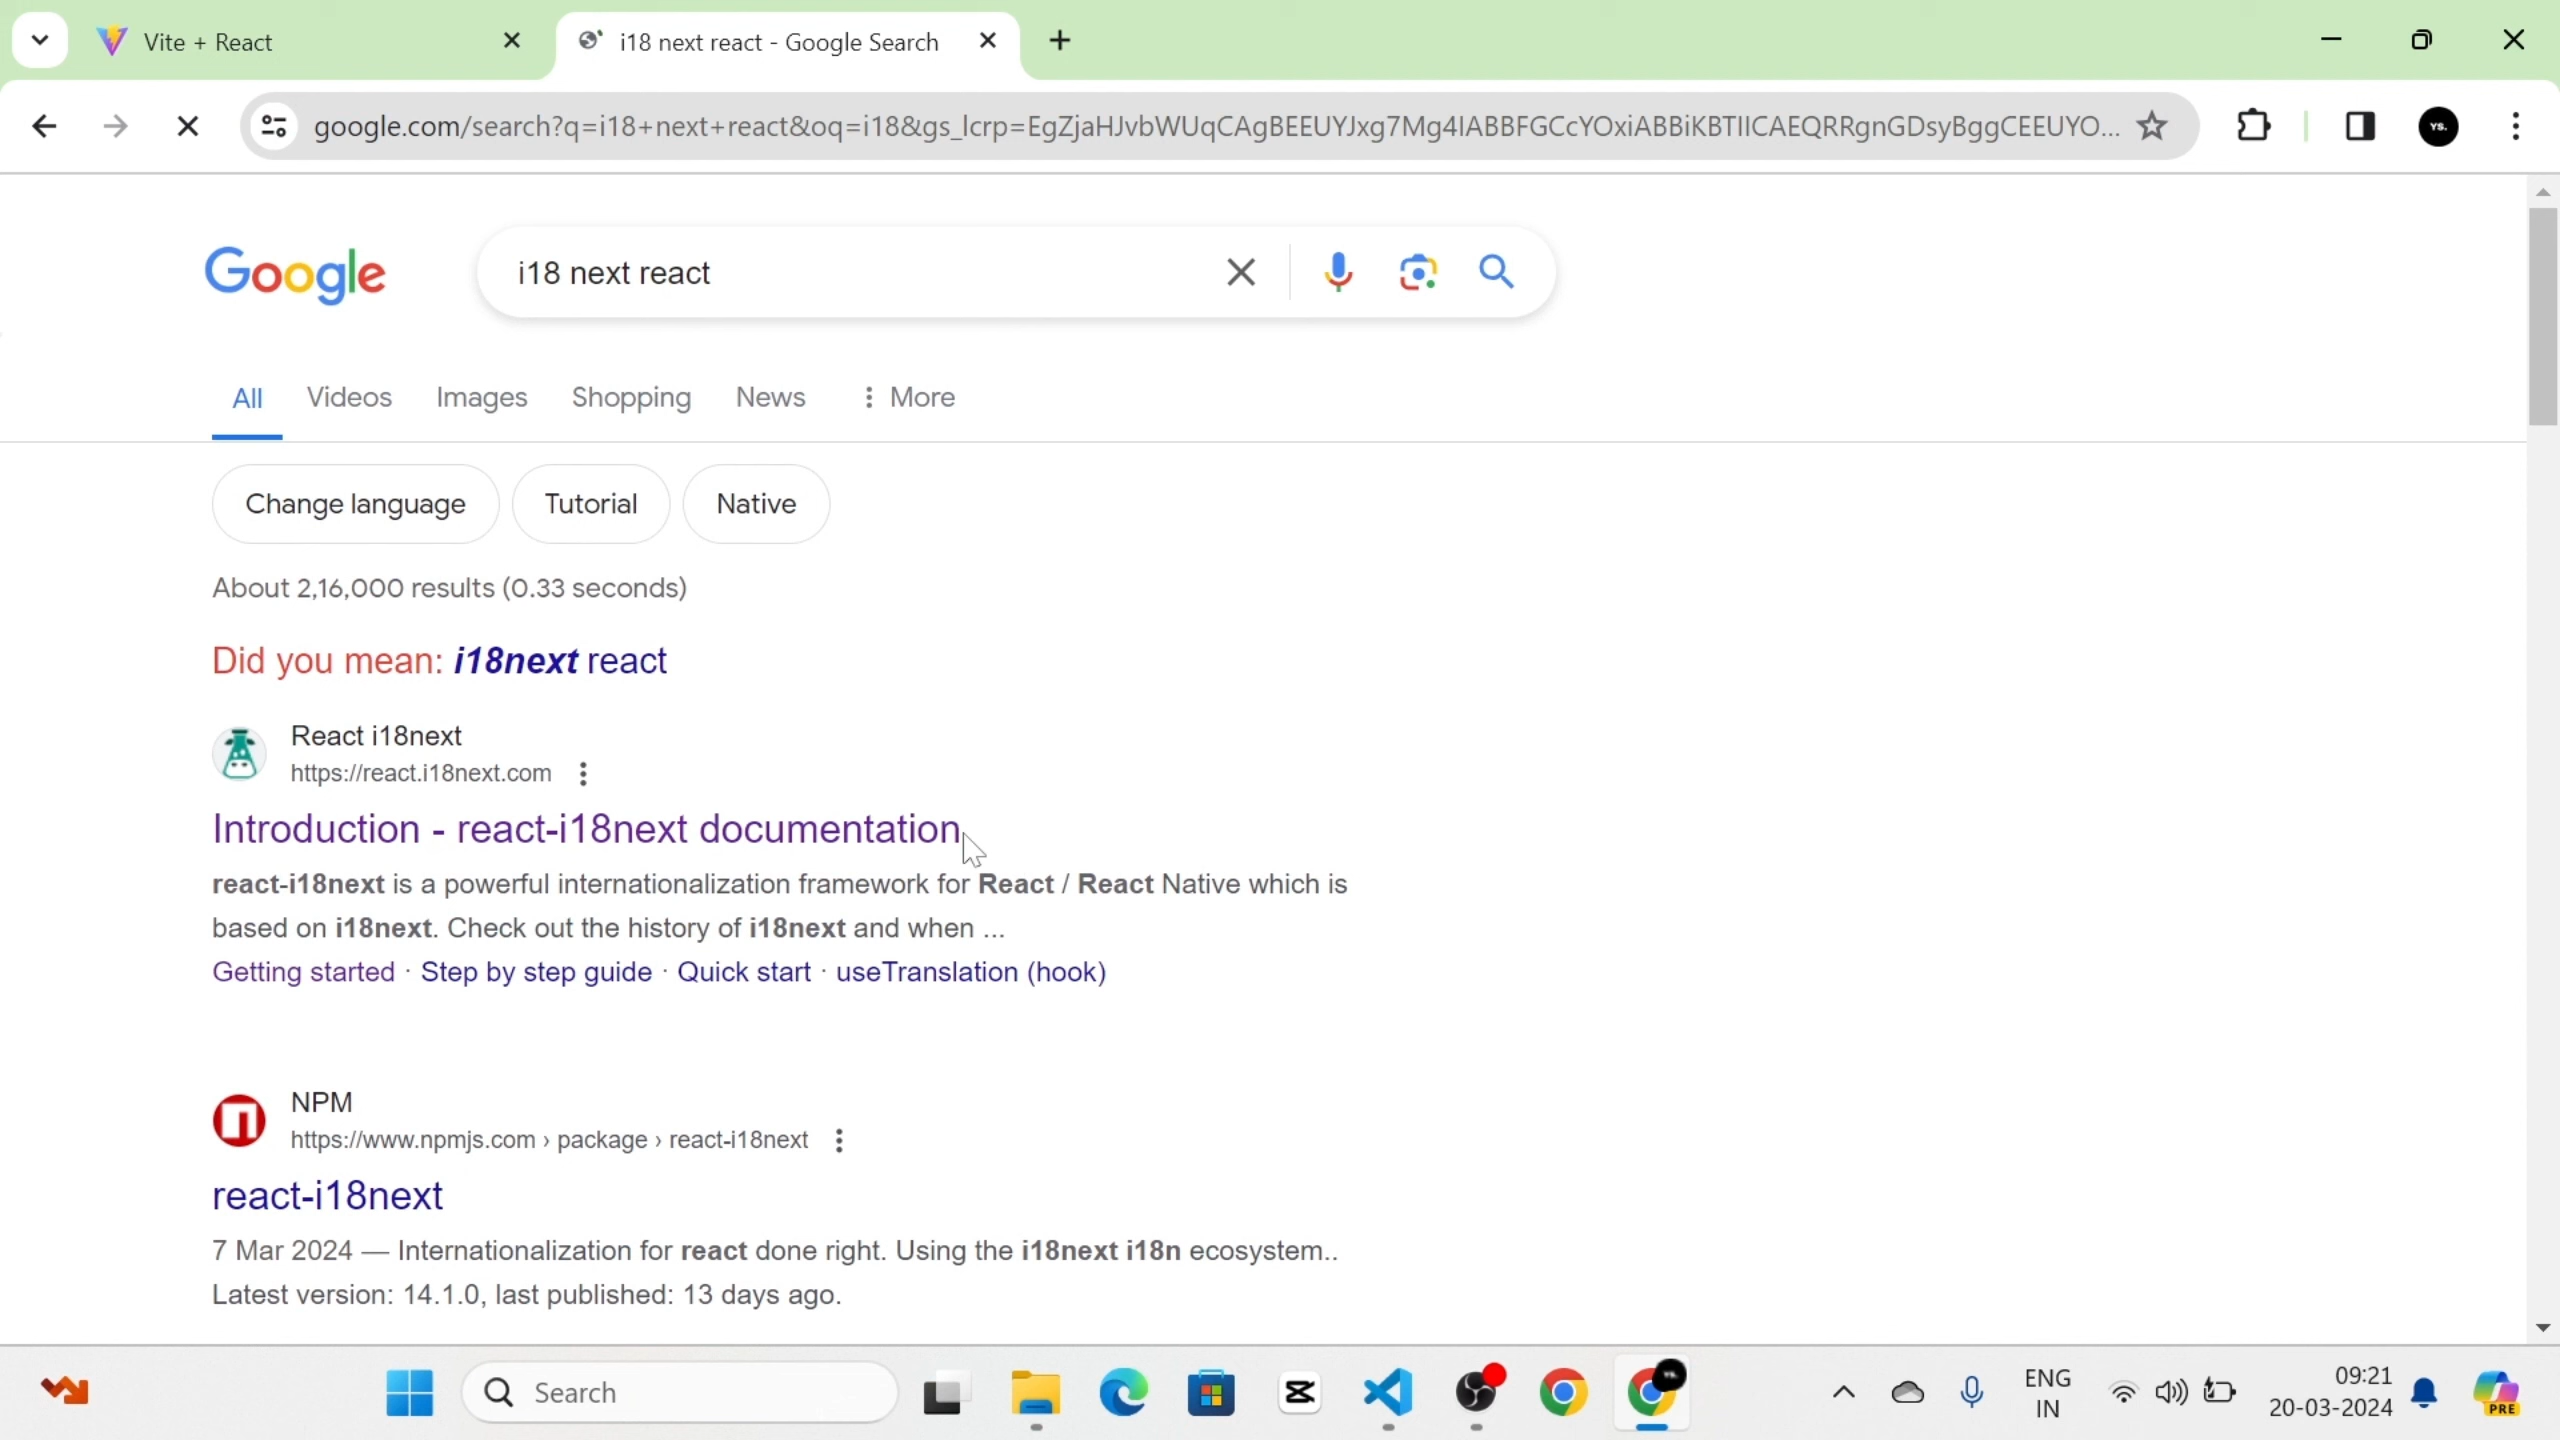 Vite + React
i18 next react - Google Search
google.com/search?q=i18+next+react&oq=i18&gs_lcrp=EgZjaHJvbWUqCAgBEEUYJxg7Mg4IABBFGCcYOxiABBiKBTIICAEQRRgnGDsyBggCEEUYO...
YS.
Google
i18 next react
All Videos Images Shopping News More
Change language Tutorial Native
About 2,16,000 results (0.33 seconds)
Did you mean: i18next react
React i18next
https://react.i18next.com
Introduction - react-i18next documentation
react-i18next is a powerful internationalization framework for React / React Native which is
based on i18next. Check out the history of i18next and when ...
Getting started · Step by step guide · Quick start · useTranslation (hook)
NPM
https://www.npmjs.com › package › react-i18next
react-i18next
7 Mar 2024 — Internationalization for react done right. Using the i18next i18n ecosystem..
Latest version: 14.1.0, last published: 13 days ago.
Search
ENG
IN
09:21
20-03-2024
PRE